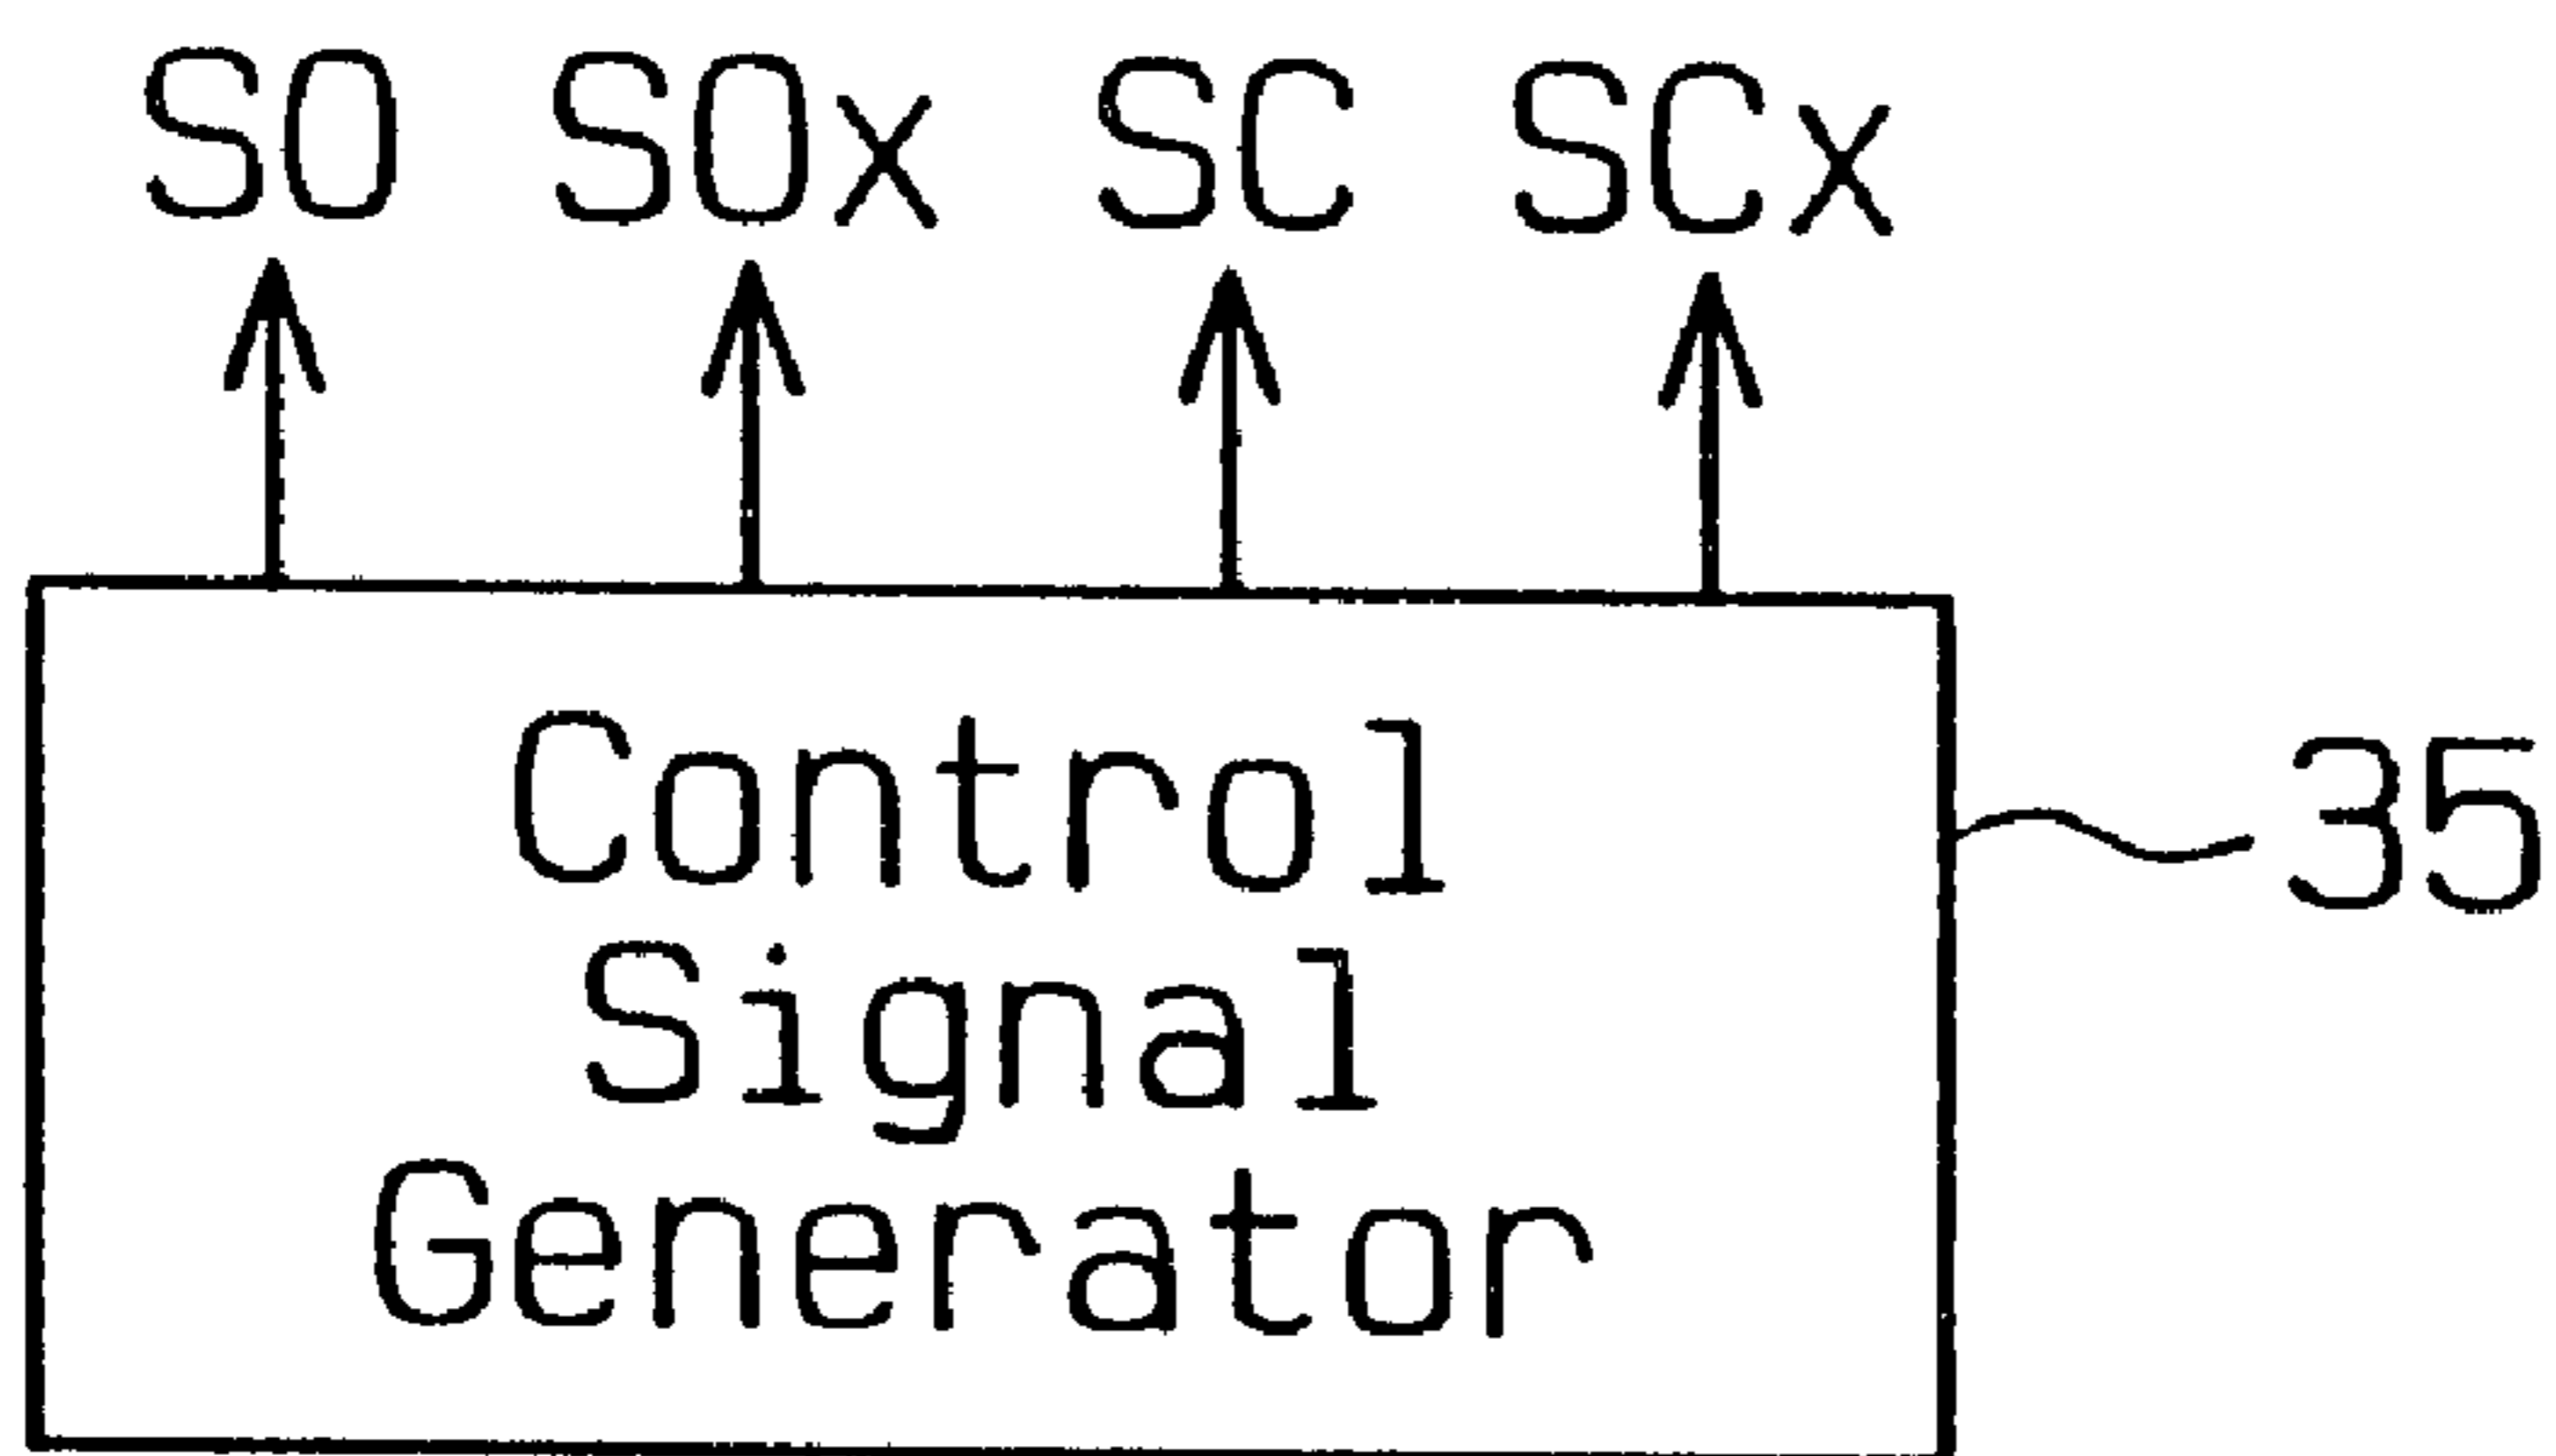 SO SOx SC SCx
Control
Signal
Generator
35